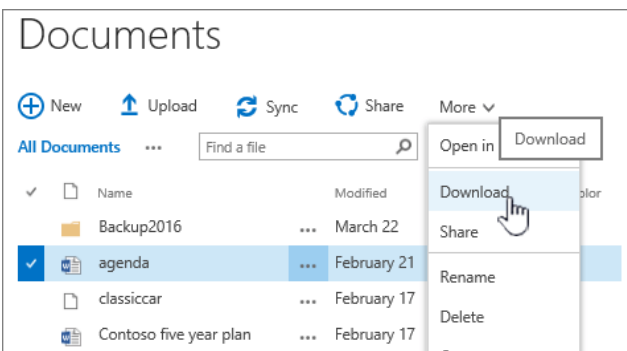 Documents
New Upload Sync Share More
All Documents ... Find a file Open in Download
Name Modified Download
Backup2016 ... March 22 Share
agenda ... February 21
Rename
classiccar ... February 17
Delete
Contoso five year plan ... February 17